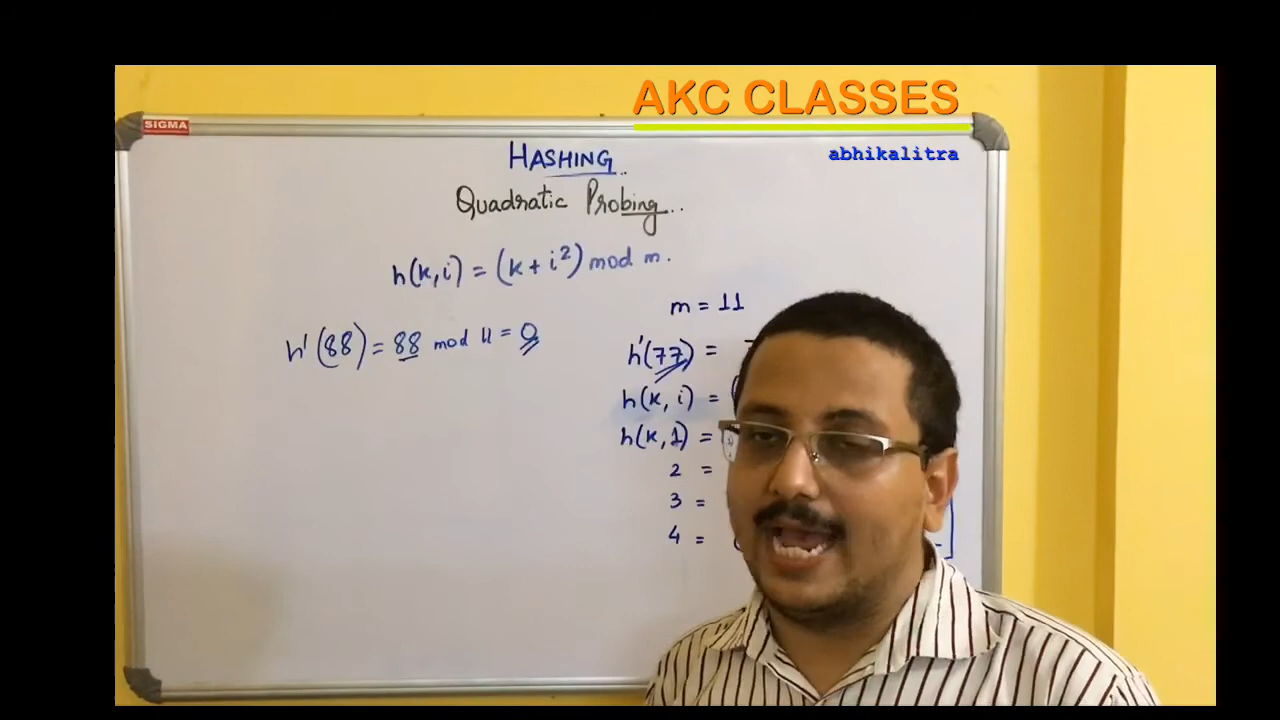 AKC CLASSES
SIGMA
abhikalitra
HASHING..
Quadratic Probing..
h(k,i) = (k + i²) mod m.
m = 11
h'(88) = 88 mod 11 = 0
h'(77) =
h(k, i) =
h(k, 1) =
2 =
3 =
4 =